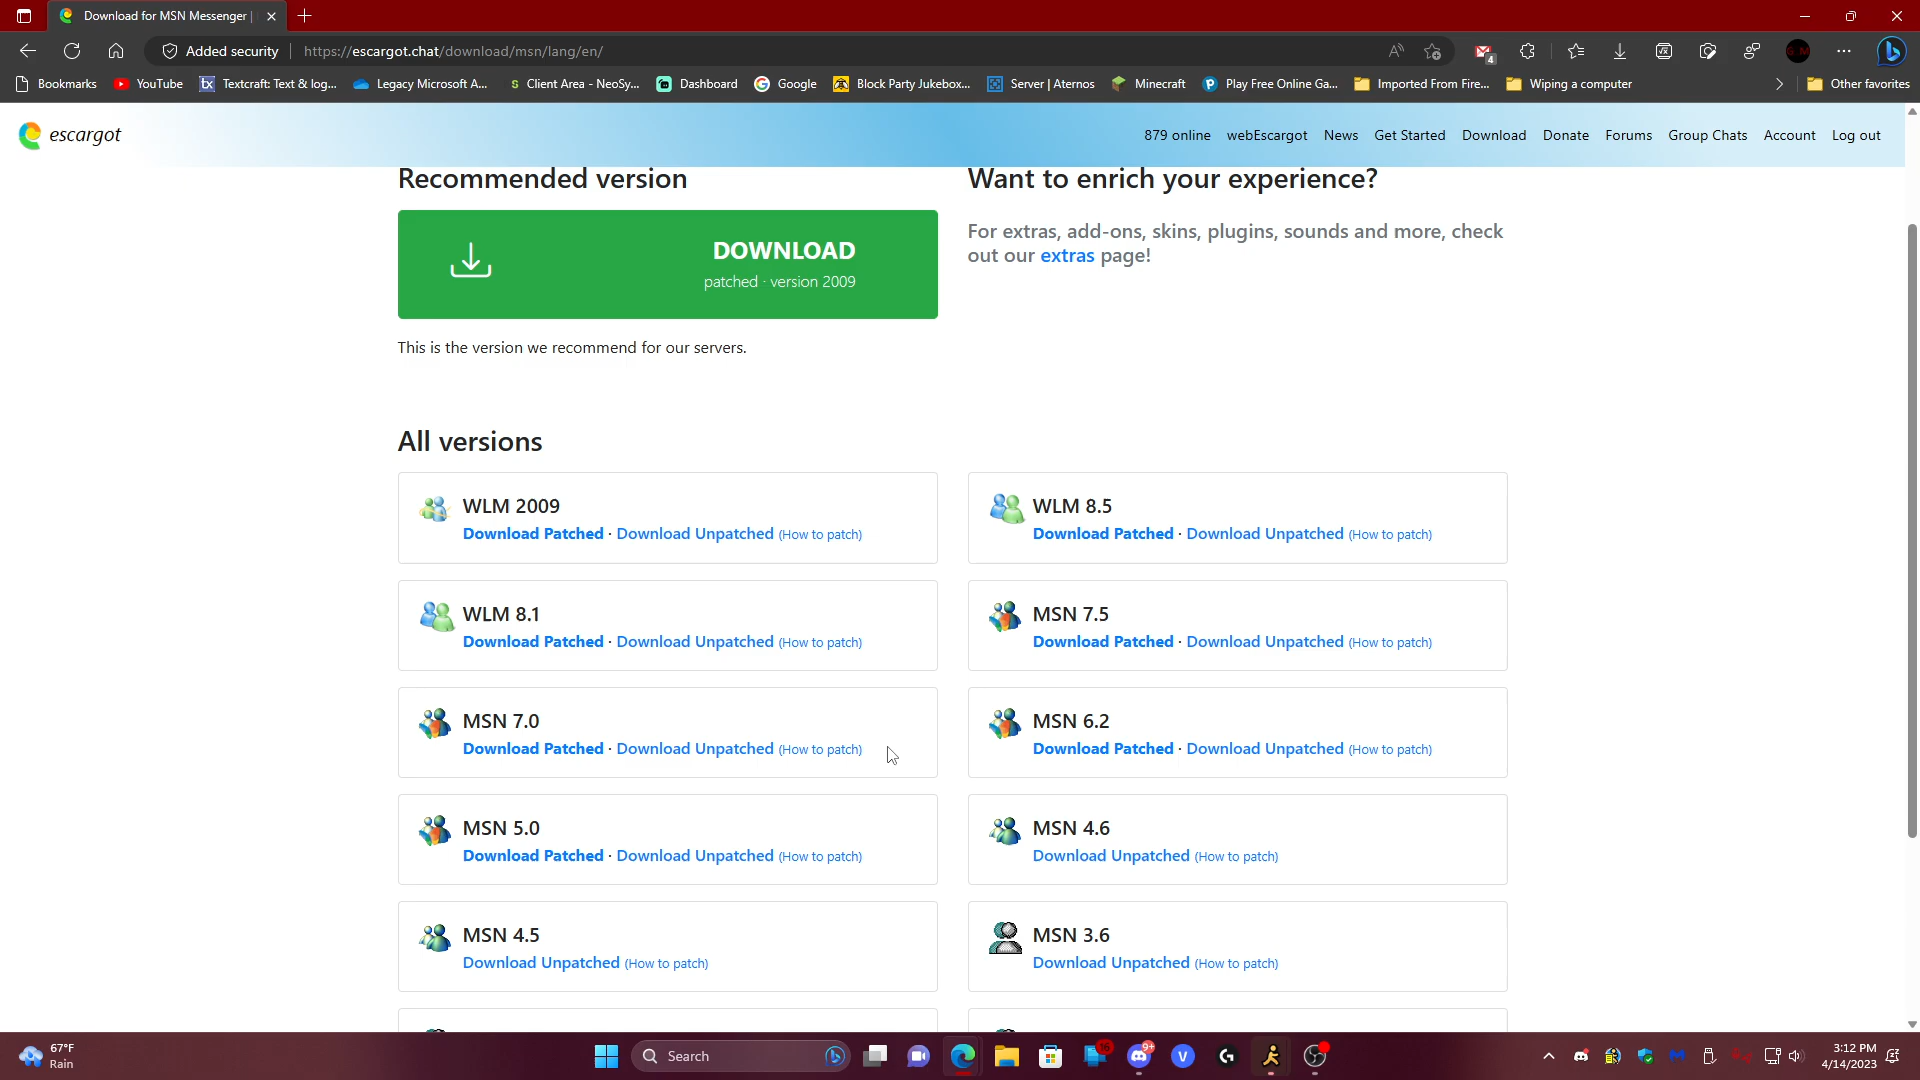 Download for MSN Messenger |
Added security
https://escargot.chat/download/msn/lang/en/
4
Bookmarks
YouTube
Textcraft: Text & log...
Legacy Microsoft A...
Client Area - NeoSy...
Dashboard
Google
Block Party Jukebox...
Server | Aternos
Minecraft
Play Free Online Ga...
Imported From Fire...
Wiping a computer
Other favorites
escargot
879 online
webEscargot
News
Get Started
Download
Donate
Forums
Group Chats
Account
Log out
Recommended version
DOWNLOAD
patched · version 2009
This is the version we recommend for our servers.
Want to enrich your experience?
For extras, add-ons, skins, plugins, sounds and more, check
out our extras page!
All versions
WLM 2009
Download Patched · Download Unpatched (How to patch)
WLM 8.5
Download Patched · Download Unpatched (How to patch)
WLM 8.1
Download Patched · Download Unpatched (How to patch)
MSN 7.5
Download Patched · Download Unpatched (How to patch)
MSN 7.0
Download Patched · Download Unpatched (How to patch)
MSN 6.2
Download Patched · Download Unpatched (How to patch)
MSN 5.0
Download Patched · Download Unpatched (How to patch)
MSN 4.6
Download Unpatched (How to patch)
MSN 4.5
Download Unpatched (How to patch)
MSN 3.6
Download Unpatched (How to patch)
67°F
Rain
Search
9+
V
3:12 PM
4/14/2023